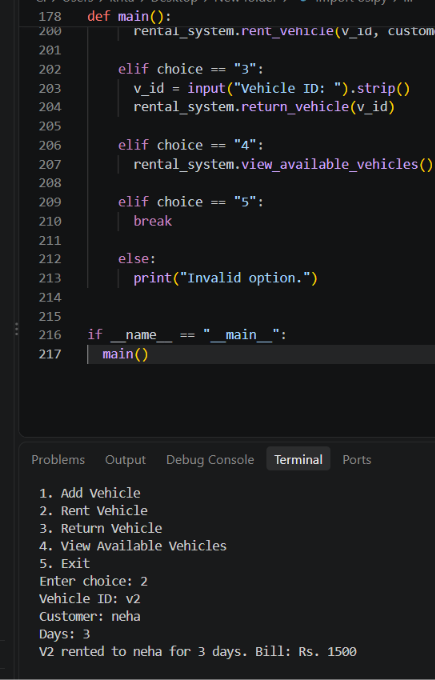 178 def main():
200 rental_system.rent_vehicle(v_id, custome
201
202 elif choice == "3":
203 v_id = input("Vehicle ID: ").strip()
204 rental_system.return_vehicle(v_id)
205
206 elif choice == "4":
207 rental_system.view_available_vehicles()
208
209 elif choice == "5":
210 break
211
212 else:
213 print("Invalid option.")
214
215
216 if __name__ == "__main__":
217 main()
Problems Output Debug Console Terminal Ports
1. Add Vehicle
2. Rent Vehicle
3. Return Vehicle
4. View Available Vehicles
5. Exit
Enter choice: 2
Vehicle ID: v2
Customer: neha
Days: 3
V2 rented to neha for 3 days. Bill: Rs. 1500